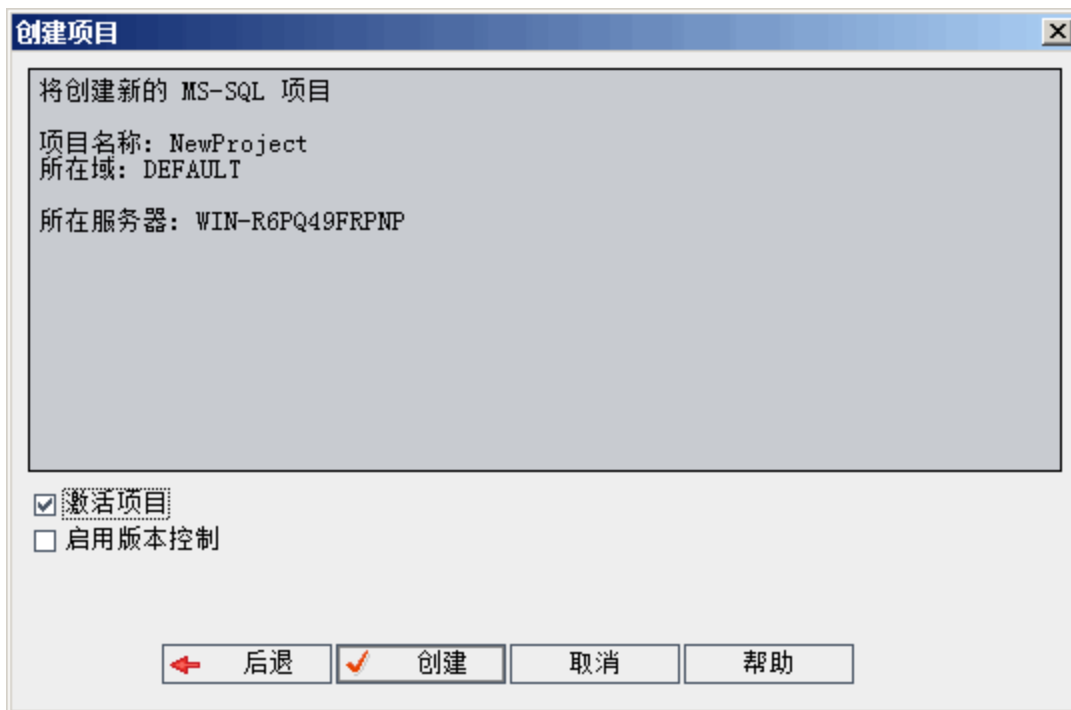 创建项目
将创建新的 MS-SQL 项目
项目名称: NewProject
所在域: DEFAULT
所在服务器: WIN-R6PQ49FRPNP
激活项目
启用版本控制
后退 创建 取消 帮助